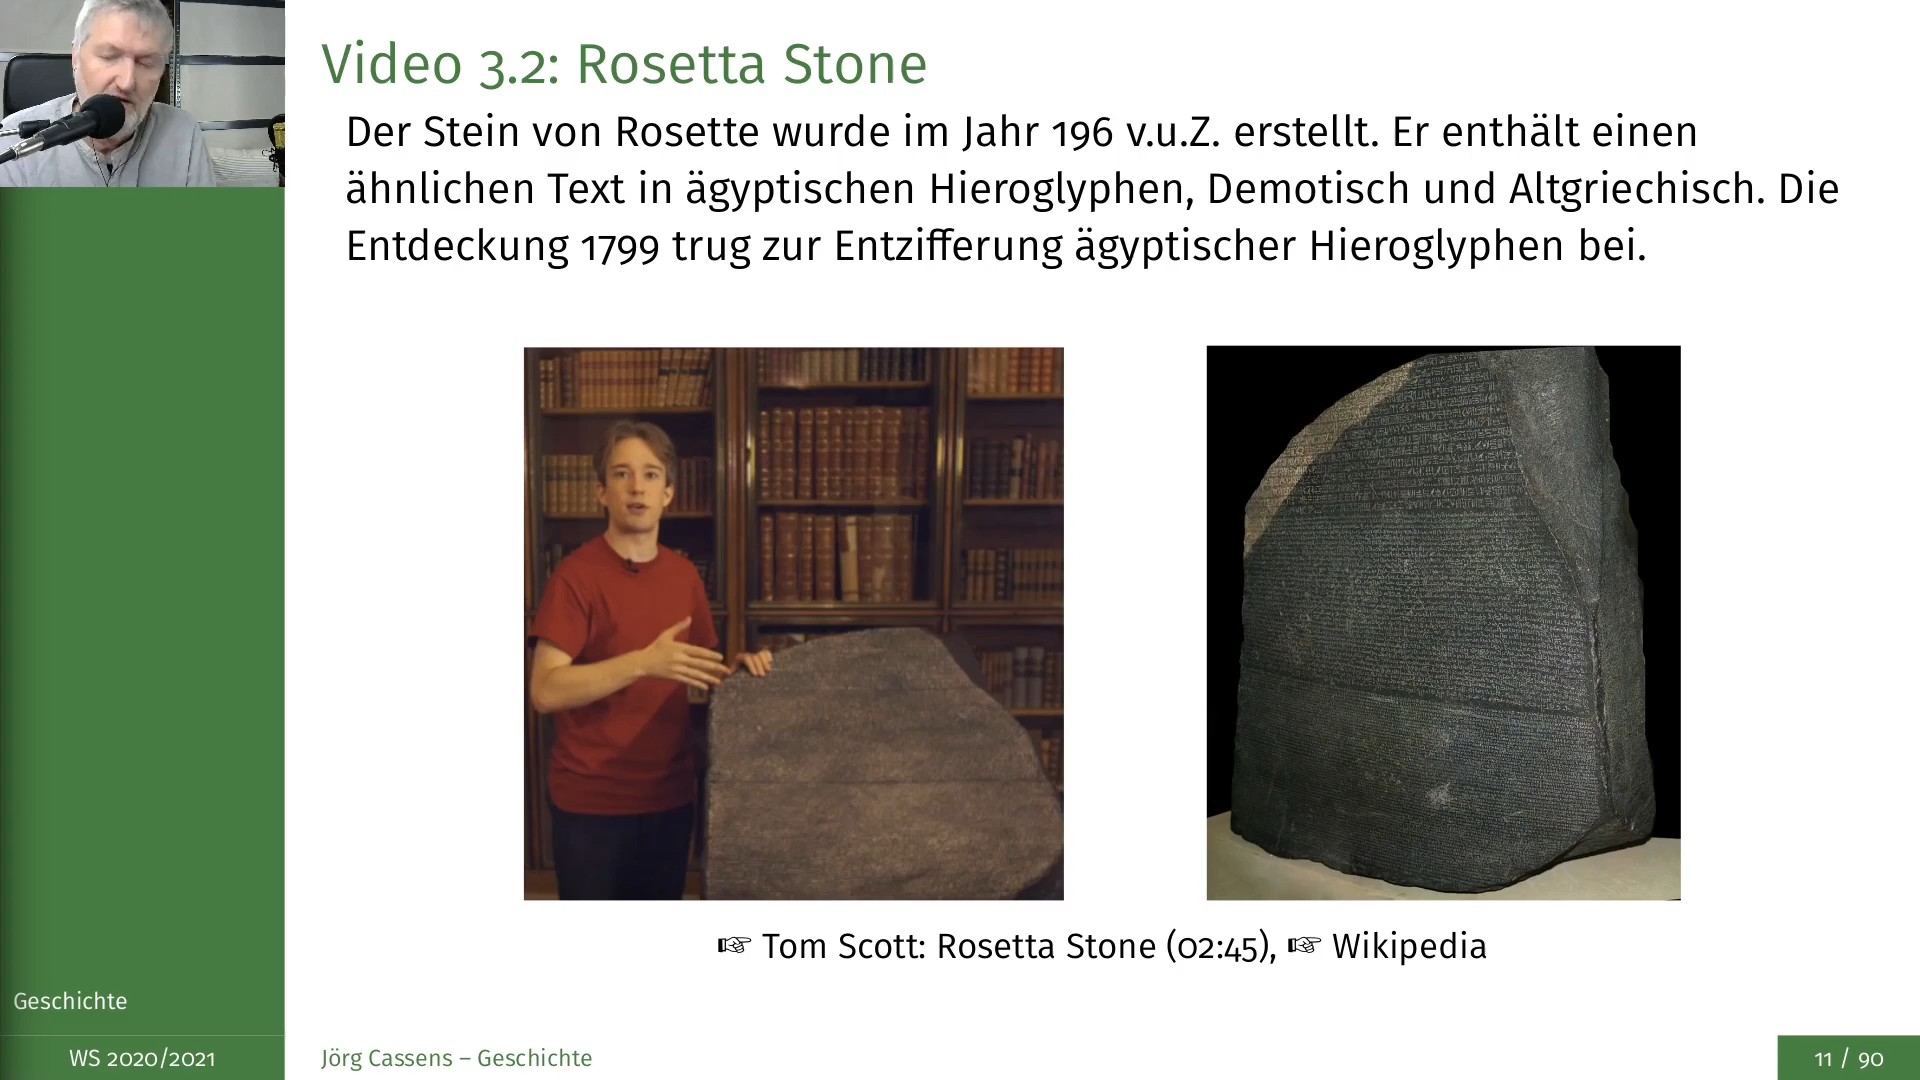 Video 3.2: Rosetta Stone
Der Stein von Rosette wurde im Jahr 196 v.u.Z. erstellt. Er enthält einen
ähnlichen Text in ägyptischen Hieroglyphen, Demotisch und Altgriechisch. Die
Entdeckung 1799 trug zur Entzifferung ägyptischer Hieroglyphen bei.
☞ Tom Scott: Rosetta Stone (02:45), ☞ Wikipedia
Geschichte
WS 2020/2021
Jörg Cassens – Geschichte
11 / 90